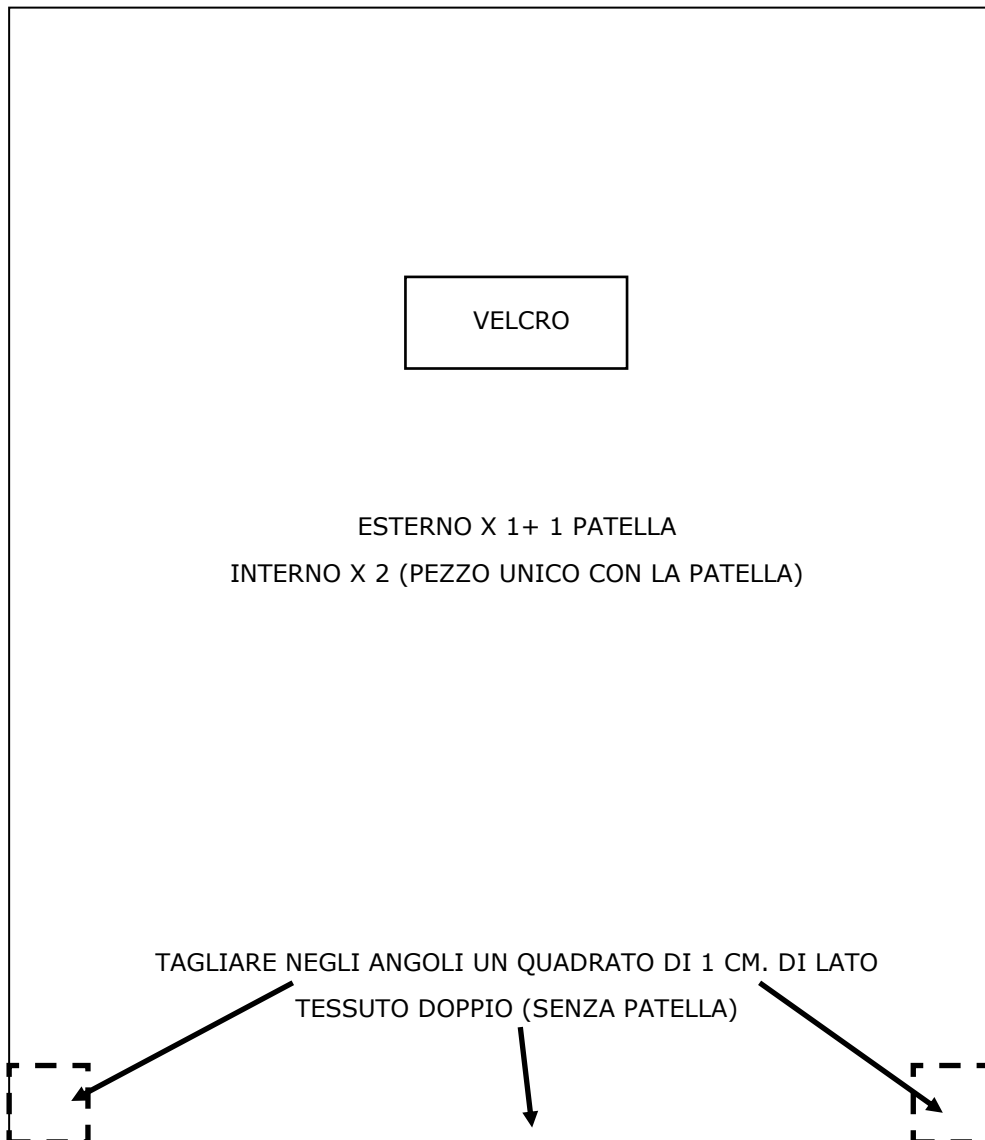 VELCRO
ESTERNO X 1+ 1 PATELLA
INTERNO X 2 (PEZZO UNICO CON LA PATELLA)
TAGLIARE NEGLI ANGOLI UN QUADRATO DI 1 CM. DI LATO
TESSUTO DOPPIO (SENZA PATELLA)